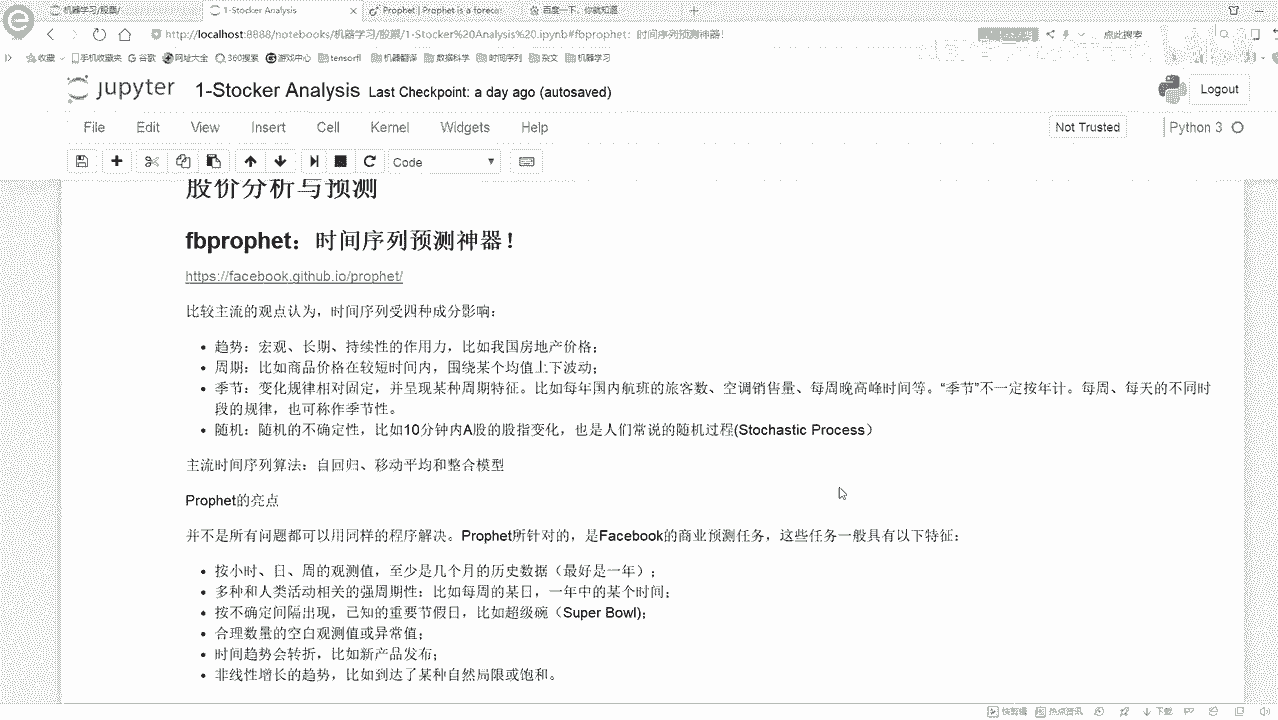 机器学习/股票/
1-Stocker Analysis
Prophet | Prophet is a foreca
百度一下，你就知道
http://localhost:8888/notebooks/机器学习/股票/1-Stocker%20Analysis%20.ipynb#fbprophet：时间序列预测神器！
点此搜索
收藏
手机收藏夹
谷歌
网址大全
360搜索
游戏中心
tensorfl
机器翻译
数据科学
时间序列
杂文
机器学习
jupyter
1-Stocker Analysis Last Checkpoint: a day ago (autosaved)
Logout
File Edit View Insert Cell Kernel Widgets Help
Not Trusted
Python 3
Code
股价分析与预测
fbprophet：时间序列预测神器！
https://facebook.github.io/prophet/
比较主流的观点认为，时间序列受四种成分影响：
趋势：宏观、长期、持续性的作用力，比如我国房地产价格；
周期：比如商品价格在较短时间内，围绕某个均值上下波动；
季节：变化规律相对固定，并呈现某种周期特征。比如每年国内航班的旅客数、空调销售量、每周晚高峰时间等。“季节”不一定按年计。每周、每天的不同时
段的规律，也可称作季节性。
随机：随机的不确定性，比如10分钟内A股的股指变化，也是人们常说的随机过程(Stochastic Process）
主流时间序列算法：自回归、移动平均和整合模型
Prophet的亮点
并不是所有问题都可以用同样的程序解决。Prophet所针对的，是Facebook的商业预测任务，这些任务一般具有以下特征：
按小时、日、周的观测值，至少是几个月的历史数据（最好是一年）；
多种和人类活动相关的强周期性：比如每周的某日，一年中的某个时间；
按不确定间隔出现，已知的重要节假日，比如超级碗（Super Bowl)；
合理数量的空白观测值或异常值；
时间趋势会转折，比如新产品发布；
非线性增长的趋势，比如到达了某种自然局限或饱和。
快剪辑
热点资讯
下载